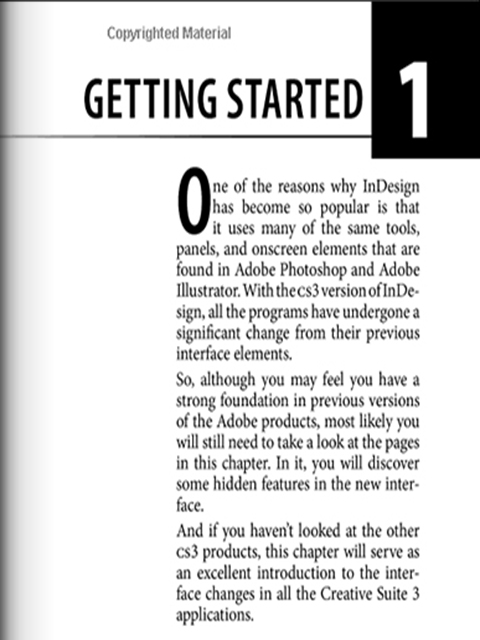 Copyrighted Material
GETTING STARTED
1
One of the reasons why InDesign
has become so popular is that
it uses many of the same tools,
panels, and onscreen elements that are
found in Adobe Photoshop and Adobe
Illustrator. With the cs3 version of InDe-
sign, all the programs have undergone a
significant change from their previous
interface elements.
So, although you may feel you have a
strong foundation in previous versions
of the Adobe products, most likely you
will still need to take a look at the pages
in this chapter. In it, you will discover
some hidden features in the new inter-
face.
And if you haven't looked at the other
cs3 products, this chapter will serve as
an excellent introduction to the inter-
face changes in all the Creative Suite 3
applications.